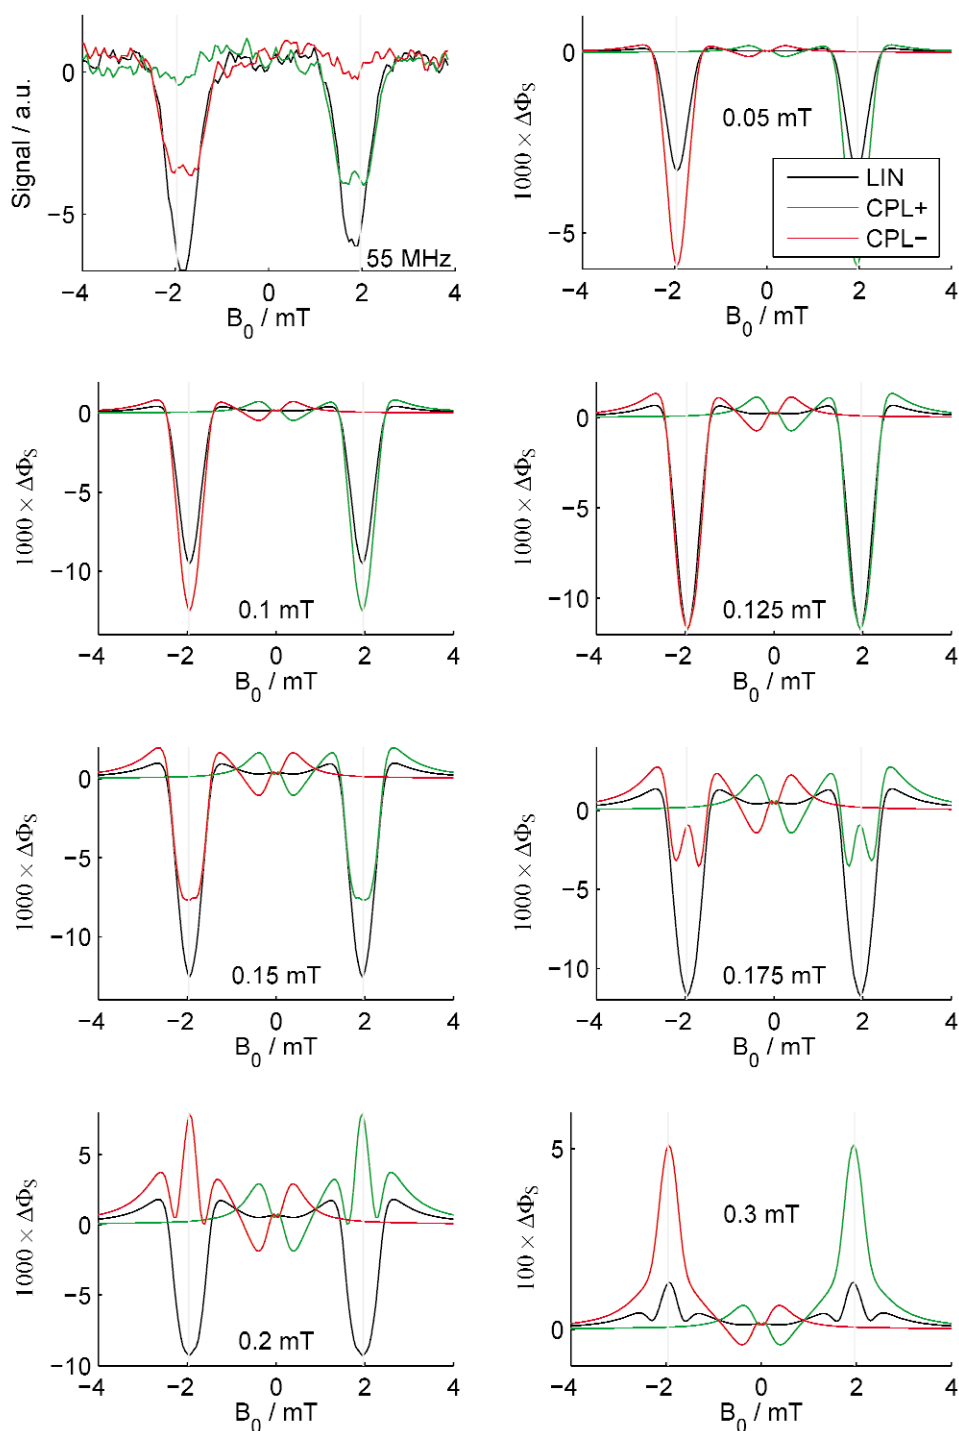 Signal / a.u.
0
−5
55 MHz
−4 −2 0 2 4
B0 / mT
1000 × ΔΦS
0
−5
0.05 mT
LIN
CPL+
CPL−
−4 −2 0 2 4
B0 / mT
1000 × ΔΦS
0
−5
−10
0.1 mT
−4 −2 0 2 4
B0 / mT
1000 × ΔΦS
0
−5
−10
0.125 mT
−4 −2 0 2 4
B0 / mT
1000 × ΔΦS
0
−5
−10
0.15 mT
−4 −2 0 2 4
B0 / mT
1000 × ΔΦS
0
−5
−10
0.175 mT
−4 −2 0 2 4
B0 / mT
1000 × ΔΦS
5
0
−5
−10
0.2 mT
−4 −2 0 2 4
B0 / mT
100 × ΔΦS
5
0
0.3 mT
−4 −2 0 2 4
B0 / mT